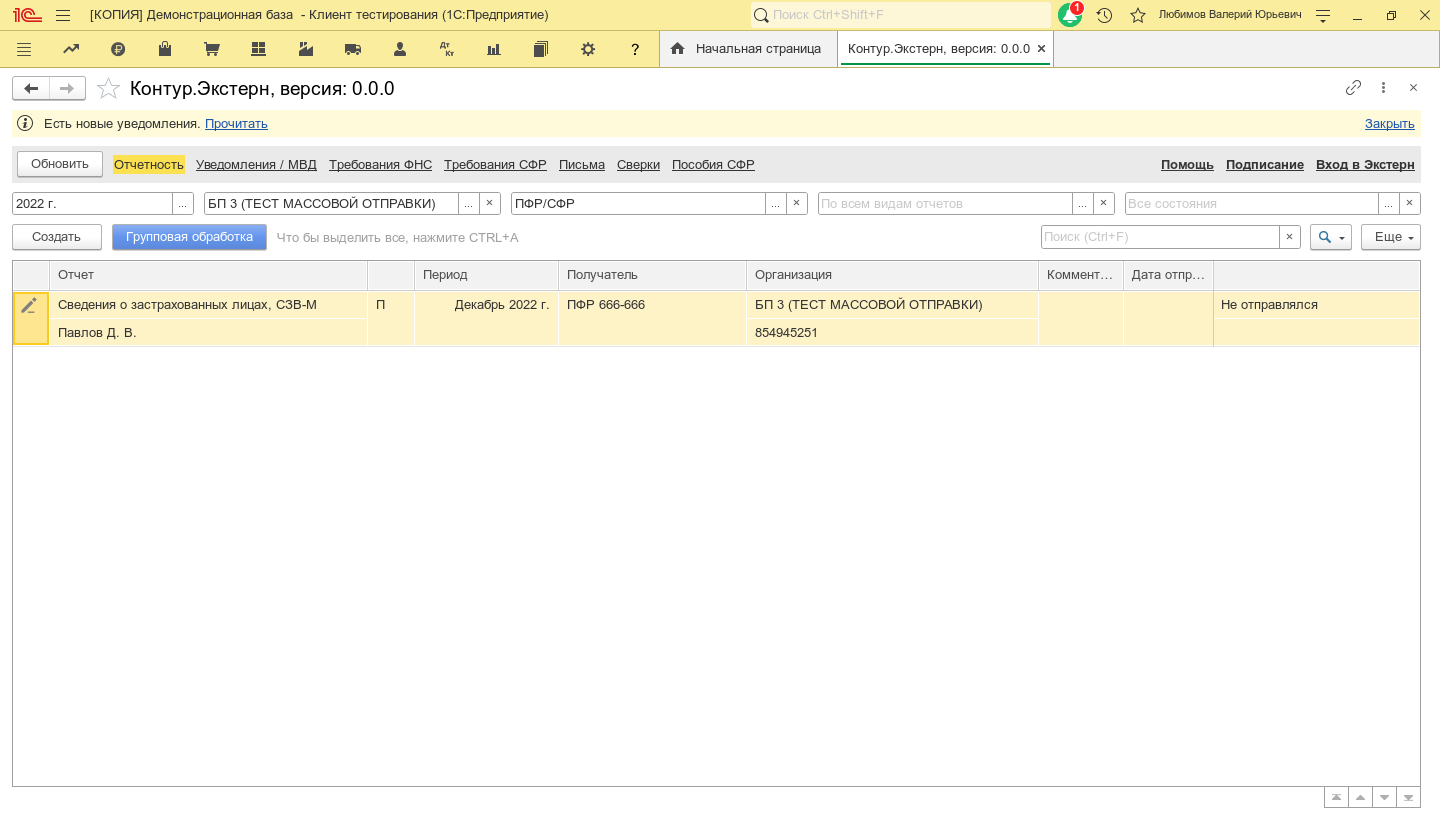 1С [КОПИЯ] Демонстрационная база - Клиент тестирования (1С:Предприятие) Поиск Ctrl+Shift+F 1 Любимов Валерий Юрьевич
₽ Дт Кт ? Начальная страница Контур.Экстерн, версия: 0.0.0 ×
Контур.Экстерн, версия: 0.0.0
Есть новые уведомления. Прочитать Закрыть
Обновить Отчетность Уведомления / МВД Требования ФНС Требования СФР Письма Сверки Пособия СФР Помощь Подписание Вход в Экстерн
2022 г. ... БП 3 (ТЕСТ МАССОВОЙ ОТПРАВКИ) ... × ПФР/СФР ... × По всем видам отчетов ... × Все состояния ... ×
Создать Групповая обработка Что бы выделить все, нажмите CTRL+A Поиск (Ctrl+F) × Еще
Отчет Период Получатель Организация Коммент... Дата отпр...
Сведения о застрахованных лицах, СЗВ-М П Декабрь 2022 г. ПФР 666-666 БП 3 (ТЕСТ МАССОВОЙ ОТПРАВКИ) Не отправлялся
Павлов Д. В. 854945251